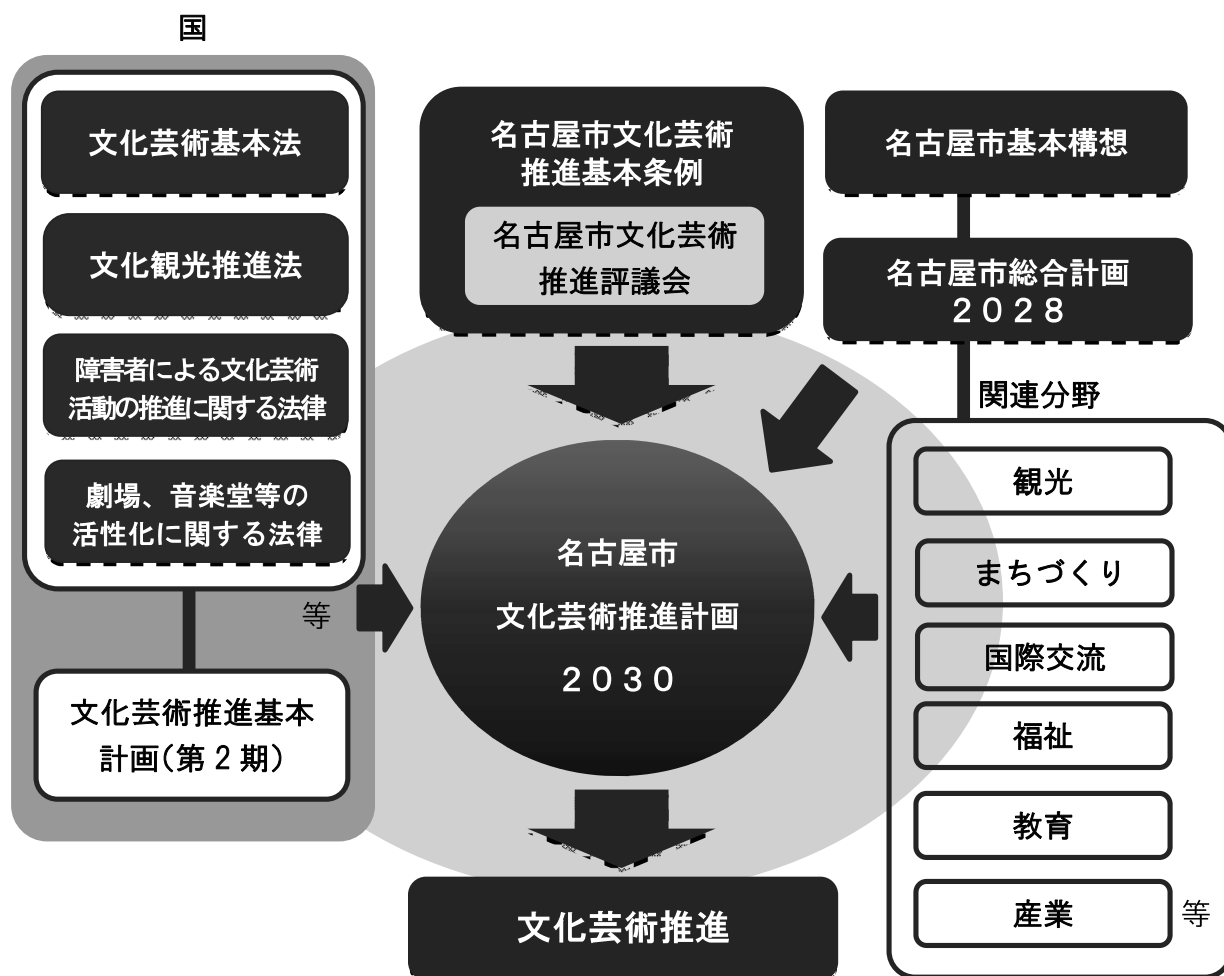 国
文化芸術基本法
文化観光推進法
障害者による文化芸術
活動の推進に関する法律
劇場、音楽堂等の
活性化に関する法律
等
文化芸術推進基本
計画(第2期)
名古屋市文化芸術
推進基本条例
名古屋市文化芸術
推進評議会
名古屋市基本構想
名古屋市総合計画
2028
関連分野
観光
まちづくり
国際交流
福祉
教育
産業
等
名古屋市
文化芸術推進計画
2030
文化芸術推進